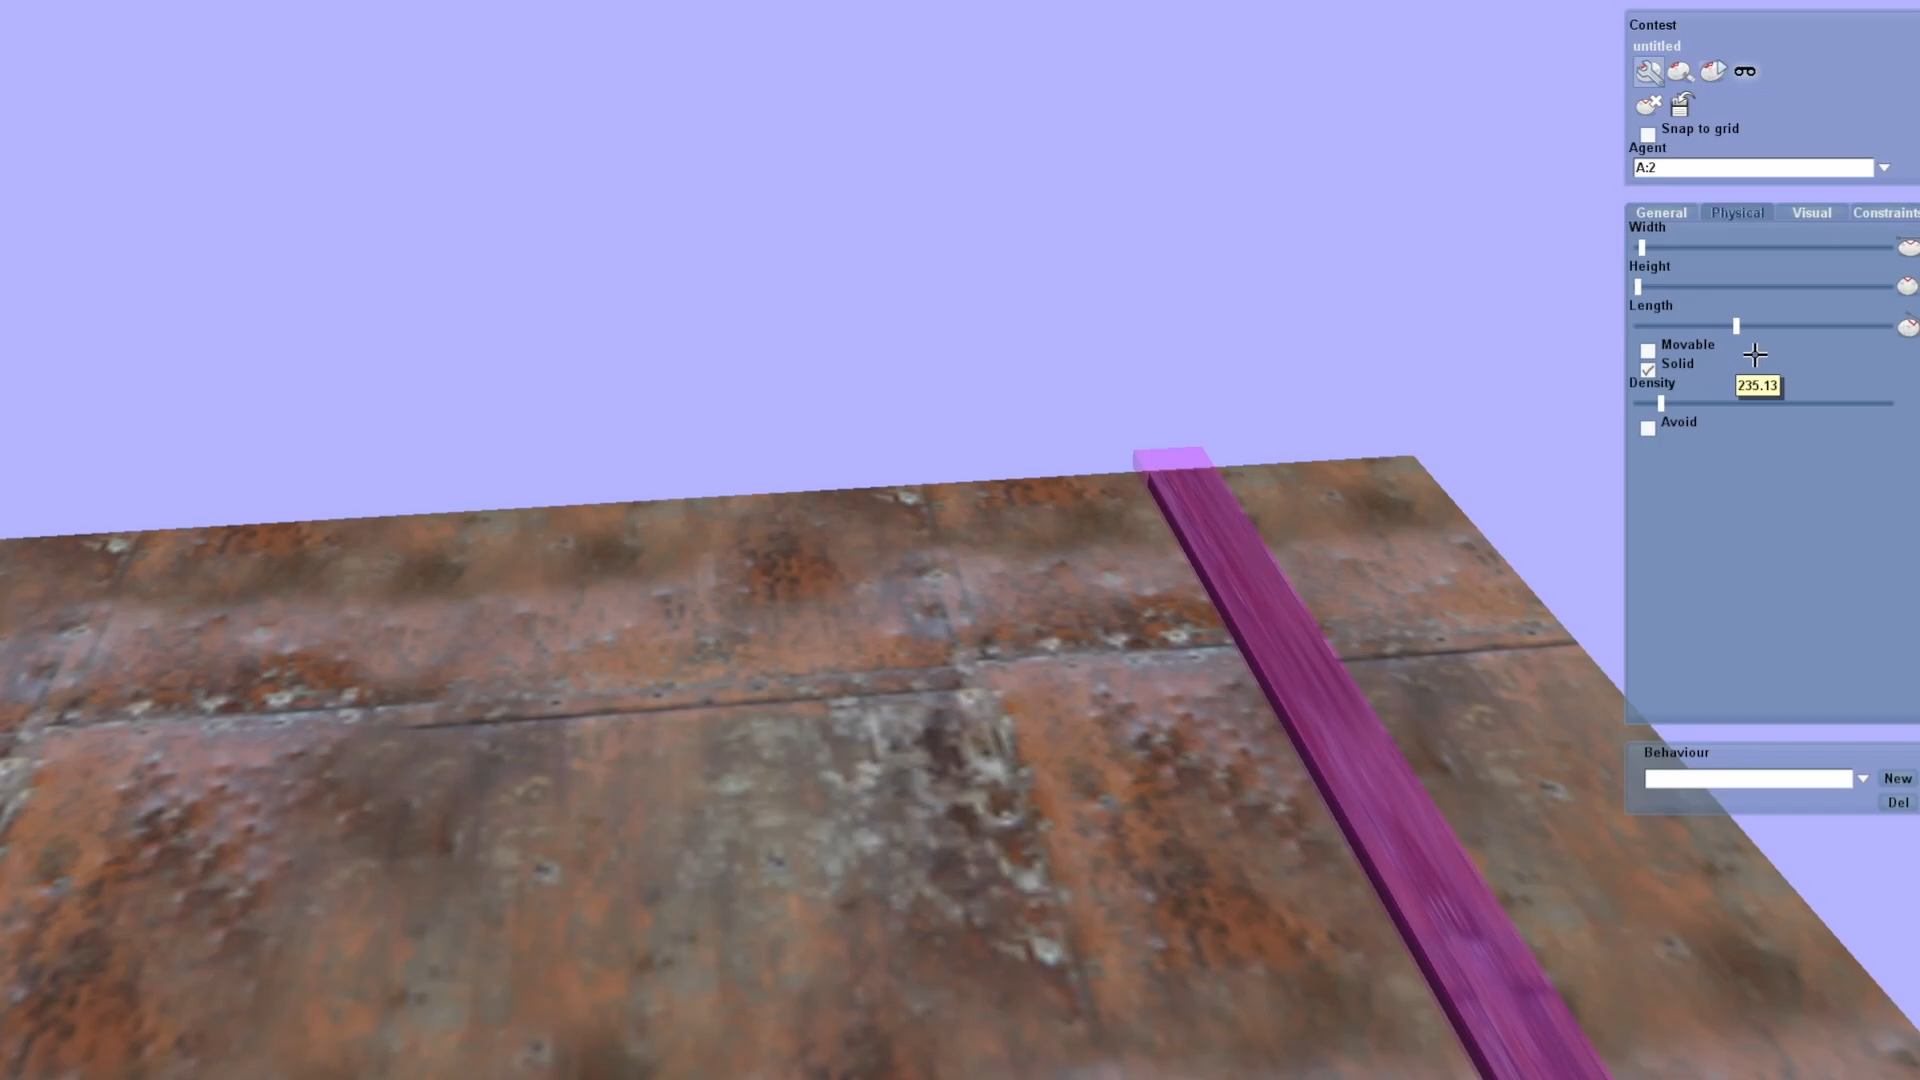 Contest
untitled
Snap to grid
Agent
A:2
General Physical Visual Constraints
Width
Height
Length
Movable
Solid
Density
235.13
Avoid
Behaviour
New
Del